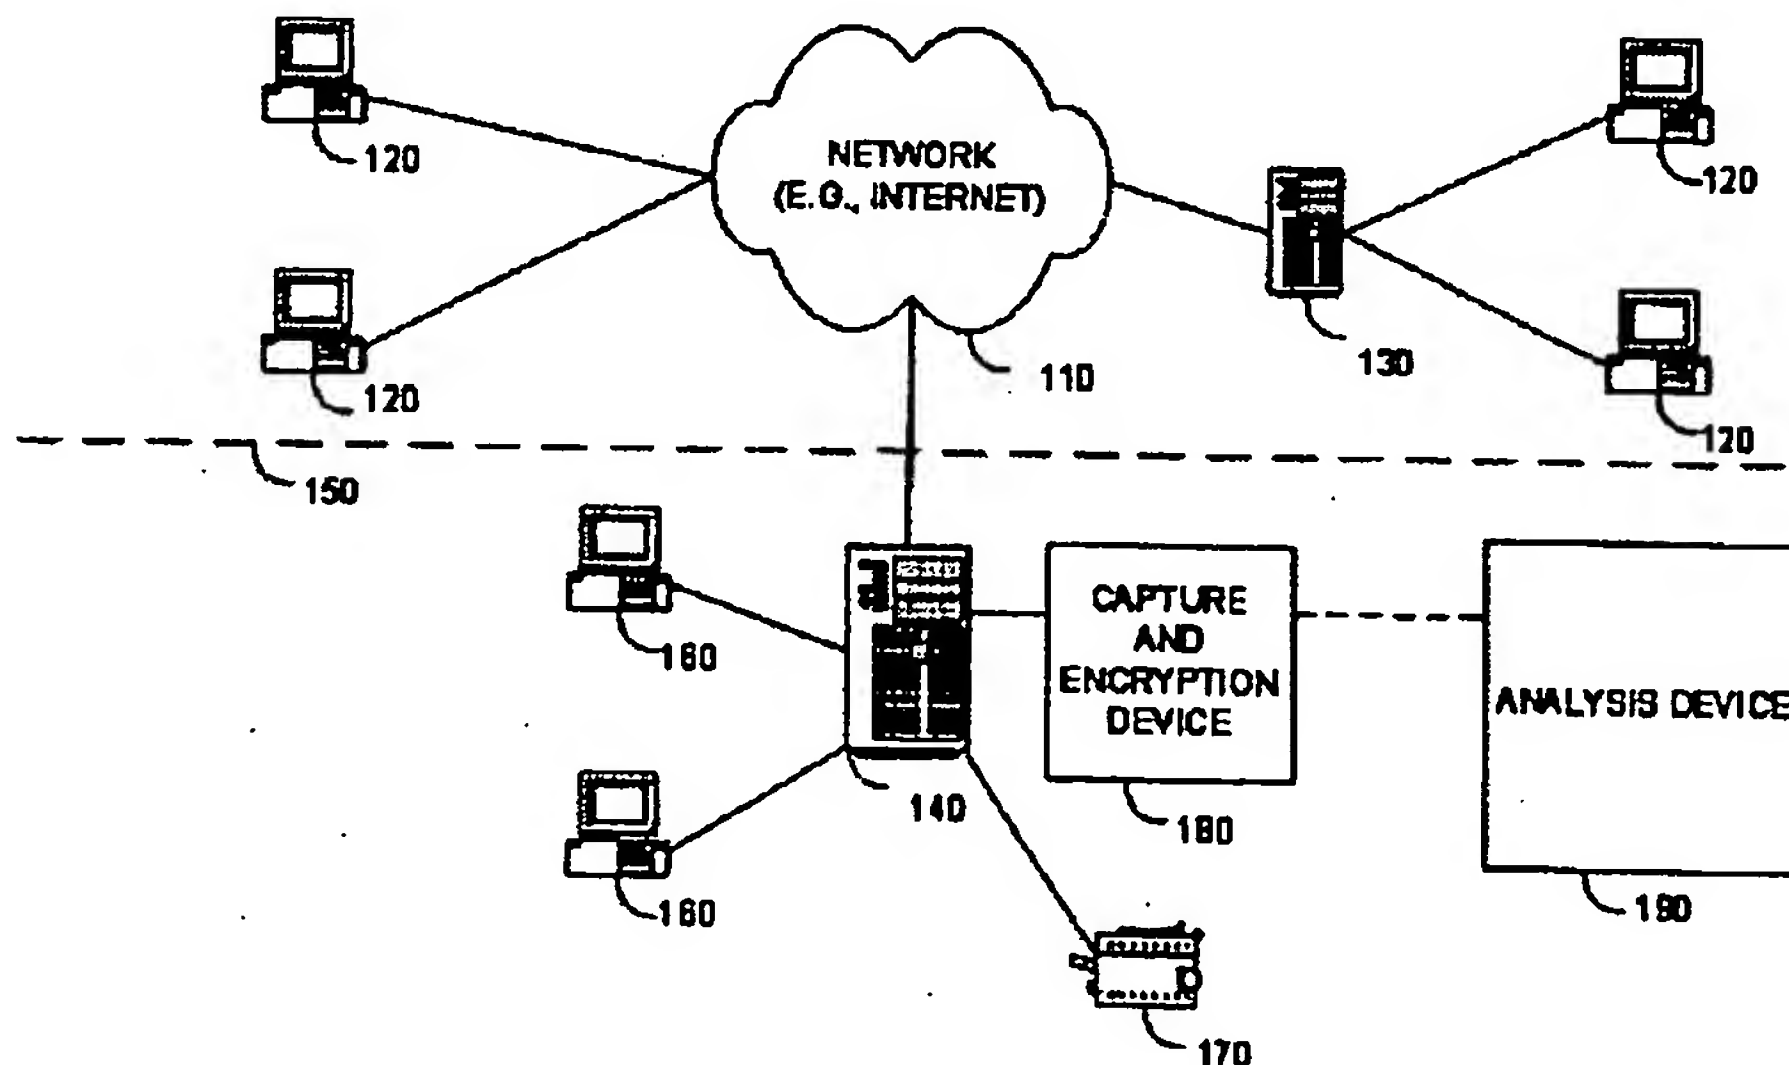 120
NETWORK
(E.G., INTERNET)
120
120
110
130
120
150
160
CAPTURE
AND
ENCRYPTION
DEVICE
ANALYSIS DEVICE
140
180
160
190
170